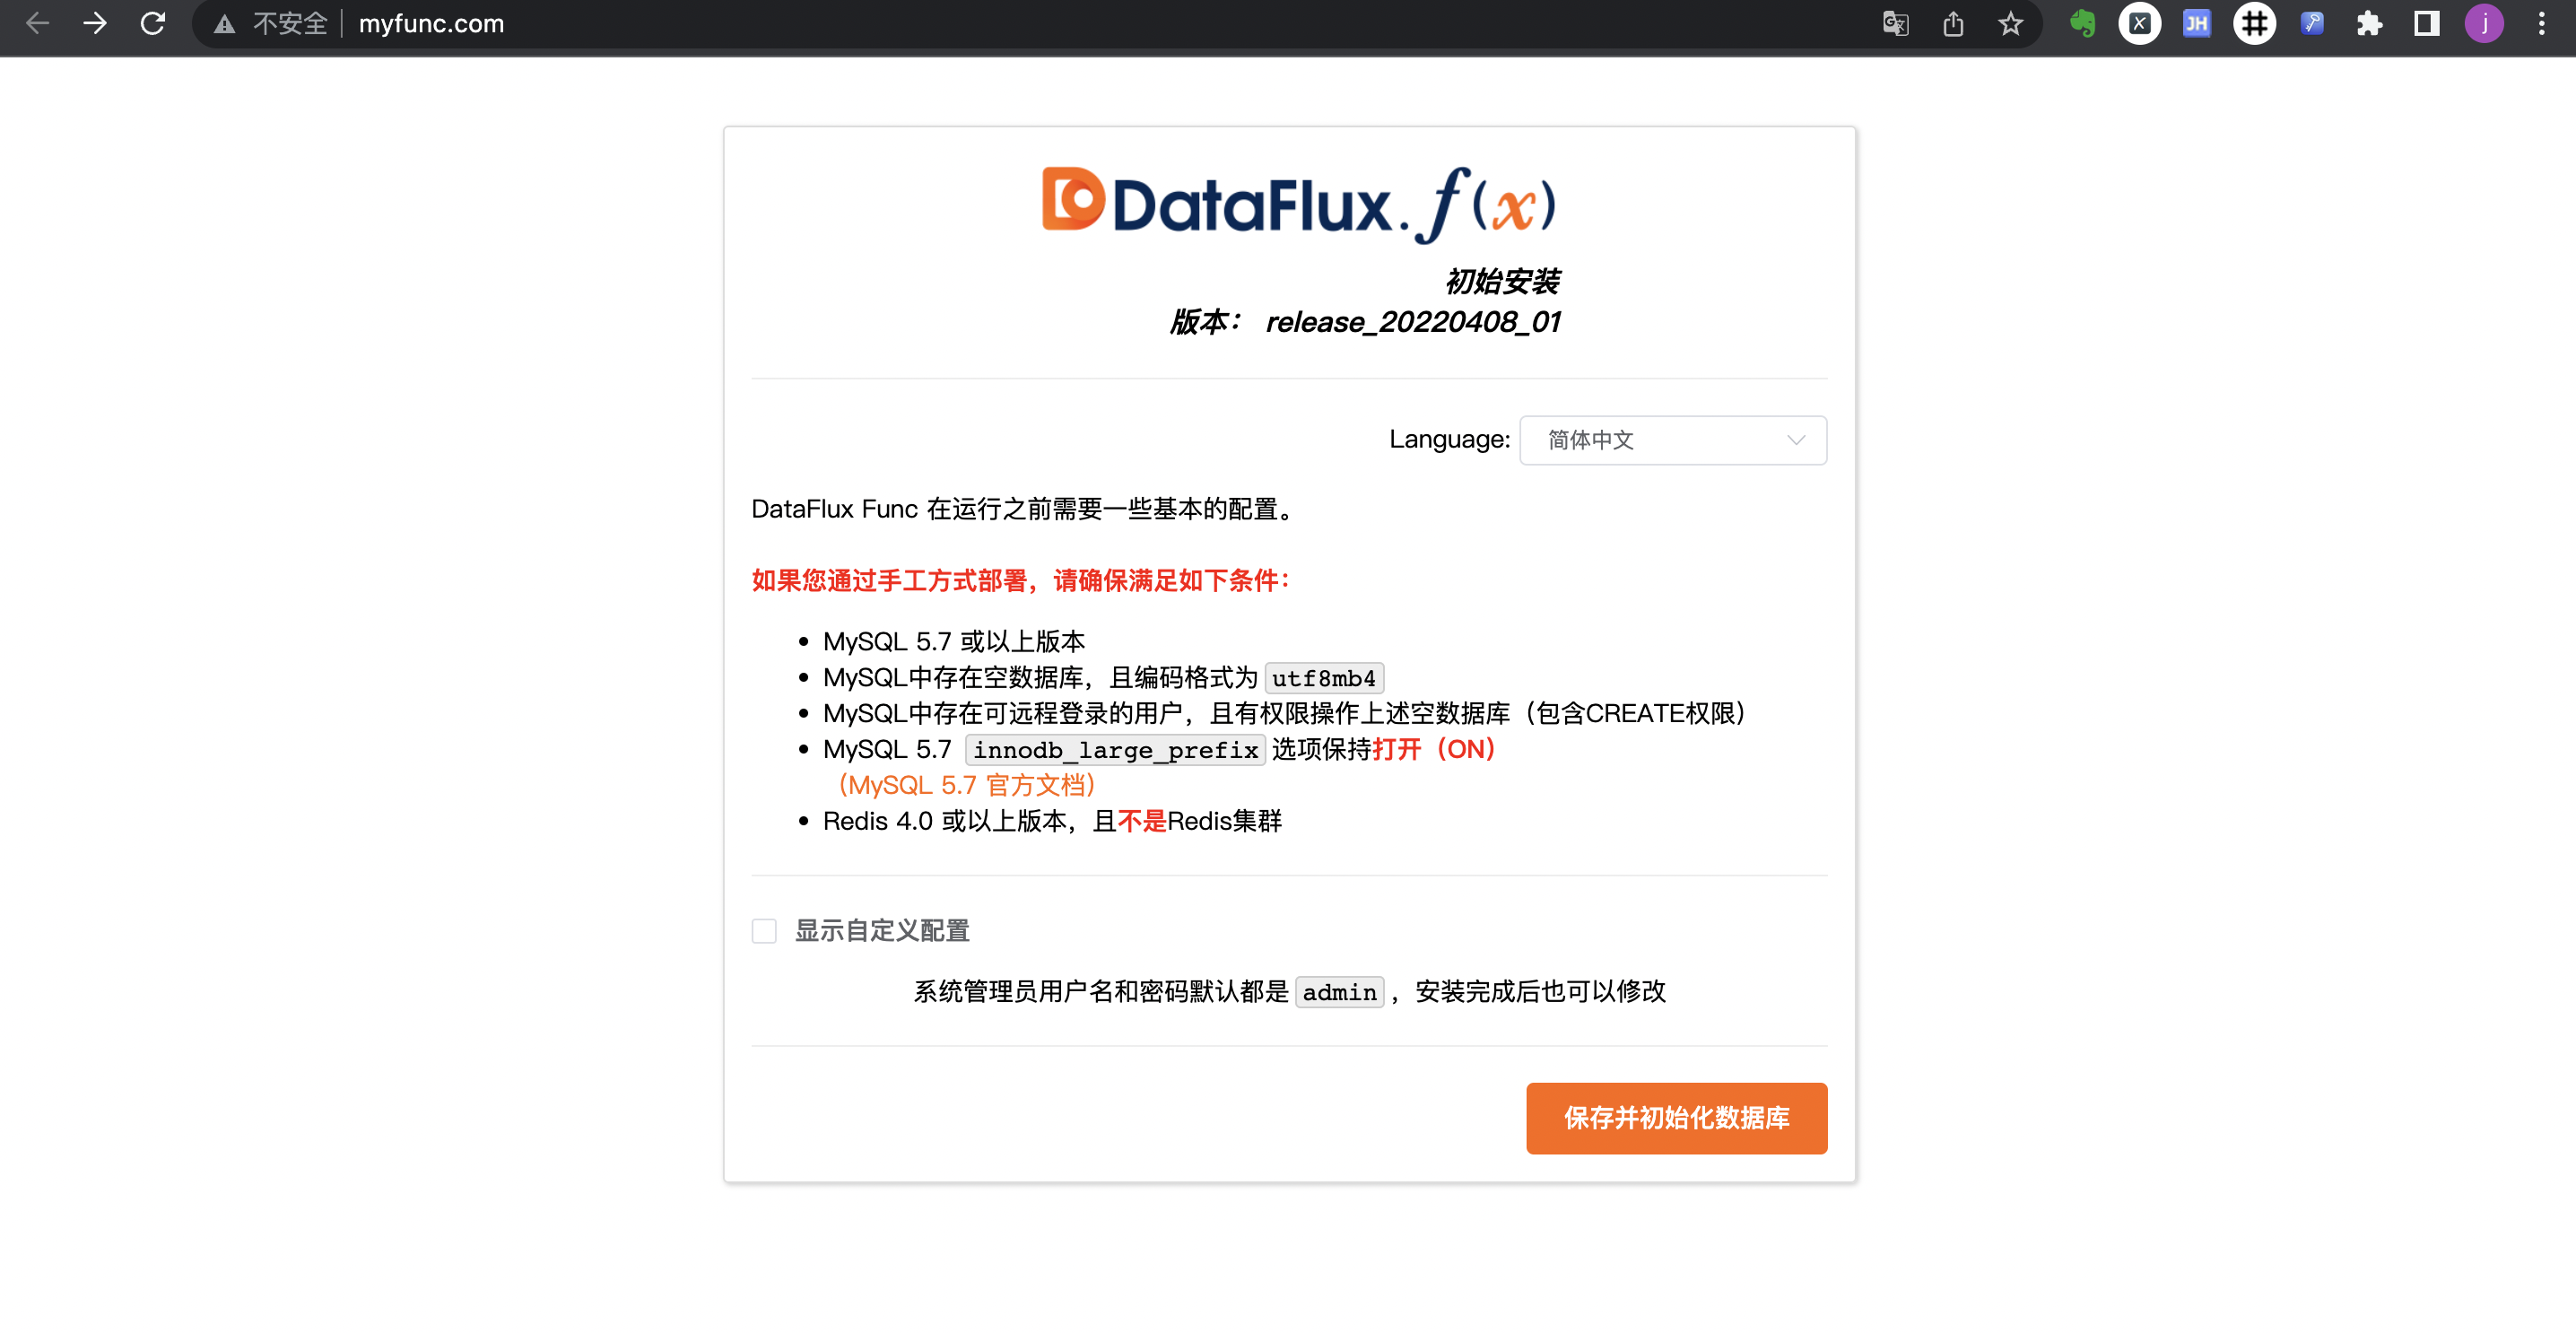 不安全 myfunc.com
JH
j
DataFlux.f(x)
初始安装
版本： release_20220408_01
Language: 简体中文
DataFlux Func 在运行之前需要一些基本的配置。
如果您通过手工方式部署，请确保满足如下条件：
MySQL 5.7 或以上版本
MySQL中存在空数据库，且编码格式为 utf8mb4
MySQL中存在可远程登录的用户，且有权限操作上述空数据库（包含CREATE权限）
MySQL 5.7 innodb_large_prefix 选项保持打开（ON）
（MySQL 5.7 官方文档）
Redis 4.0 或以上版本，且不是Redis集群
显示自定义配置
系统管理员用户名和密码默认都是 admin ，安装完成后也可以修改
保存并初始化数据库